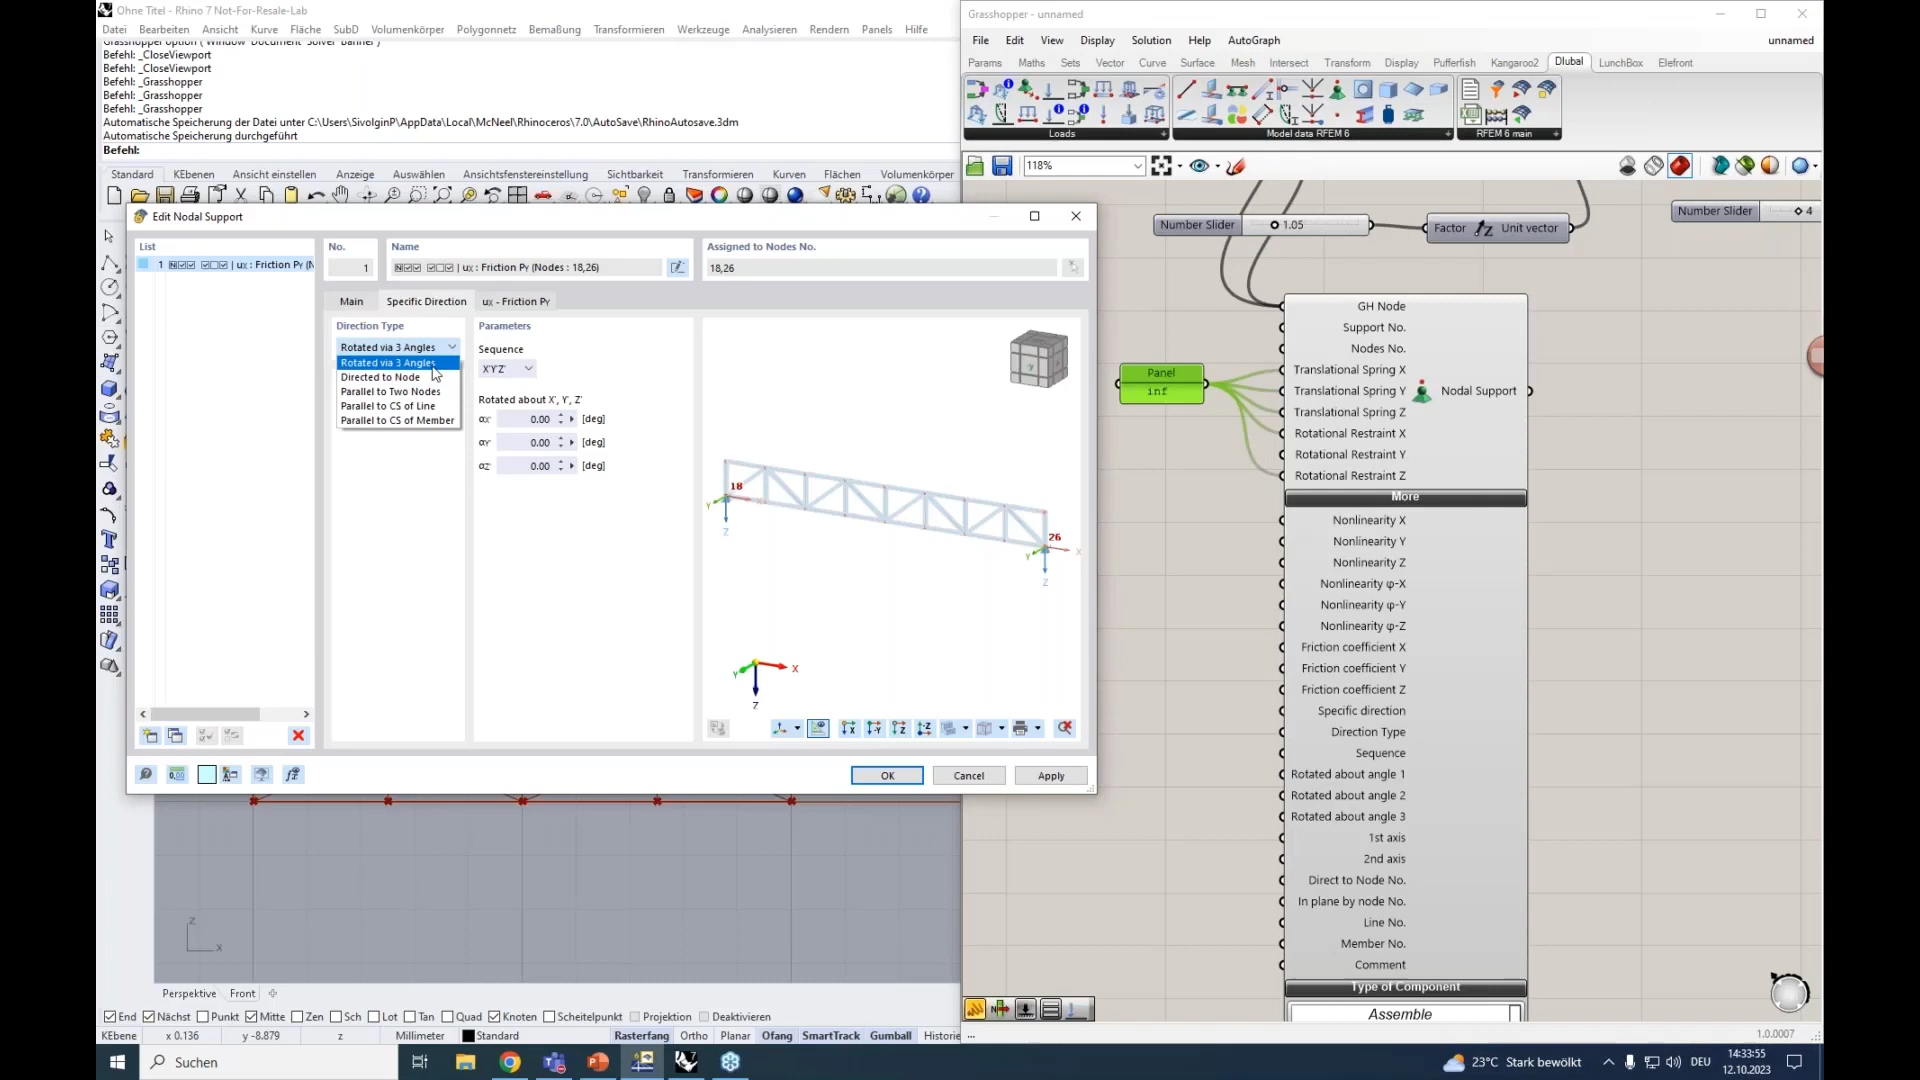 Ohne Titel - Rhino 7 Not-For-Resale-Lab
Datei Bearbeiten Ansicht Kurve Fläche SubD Volumenkörper Polygonnetz Bemaßung Transformieren Werkzeuge Analysieren Rendern Panels Hilfe
Grasshopper option ( Window Document Solver Banner )
Befehl: _CloseViewport
Befehl: _CloseViewport
Befehl: _Grasshopper
Befehl: _Grasshopper
Befehl: _Grasshopper
Automatische Speicherung der Datei unter C:\Users\SivolginP\AppData\Local\McNeel\Rhinoceros\7.0\AutoSave\RhinoAutosave.3dm
Automatische Speicherung durchgeführt
Befehl:
Standard KEbenen Ansicht einstellen Anzeige Auswählen Ansichtsfenstereinstellung Sichtbarkeit Transformieren Kurven Flächen Volumenkörper
Edit Nodal Support
List
1 | uX : Friction PY (N
No.
1
Name
| uX : Friction PY (Nodes : 18,26)
Assigned to Nodes No.
18,26
Main Specific Direction uX - Friction PY
Direction Type
Rotated via 3 Angles
Rotated via 3 Angles
Directed to Node
Parallel to Two Nodes
Parallel to CS of Line
Parallel to CS of Member
Parameters
Sequence
X'Y'Z'
Rotated about X', Y', Z'
αX' 0.00 [deg]
αY' 0.00 [deg]
αZ' 0.00 [deg]
18
Y
Z
26
X
Y
Z
X
Y
Z
OK Cancel Apply
Z
X
Perspektive Front
End Nächst Punkt Mitte Zen Sch Lot Tan Quad Knoten Scheitelpunkt Projektion Deaktivieren
KEbene x 0.136 y -8.879 z Millimeter Standard Rasterfang Ortho Planar Ofang SmartTrack Gumball Historie
Grasshopper - unnamed
File Edit View Display Solution Help AutoGraph unnamed
Params Maths Sets Vector Curve Surface Mesh Intersect Transform Display Pufferfish Kangaroo2 Dlubal LunchBox Elefront
Loads Model data RFEM 6 RFEM 6 main
118%
Number Slider 1.05
Factor Unit vector
Number Slider 4
Panel
inf
GH Node
Support No.
Nodes No.
Translational Spring X
Translational Spring Y
Translational Spring Z
Rotational Restraint X
Rotational Restraint Y
Rotational Restraint Z
Nodal Support
More
Nonlinearity X
Nonlinearity Y
Nonlinearity Z
Nonlinearity φ-X
Nonlinearity φ-Y
Nonlinearity φ-Z
Friction coefficient X
Friction coefficient Y
Friction coefficient Z
Specific direction
Direction Type
Sequence
Rotated about angle 1
Rotated about angle 2
Rotated about angle 3
1st axis
2nd axis
Direct to Node No.
In plane by node No.
Line No.
Member No.
Comment
Type of Component
Assemble
...
1.0.0007
Suchen
23°C Stark bewölkt
DEU
14:33:55
12.10.2023